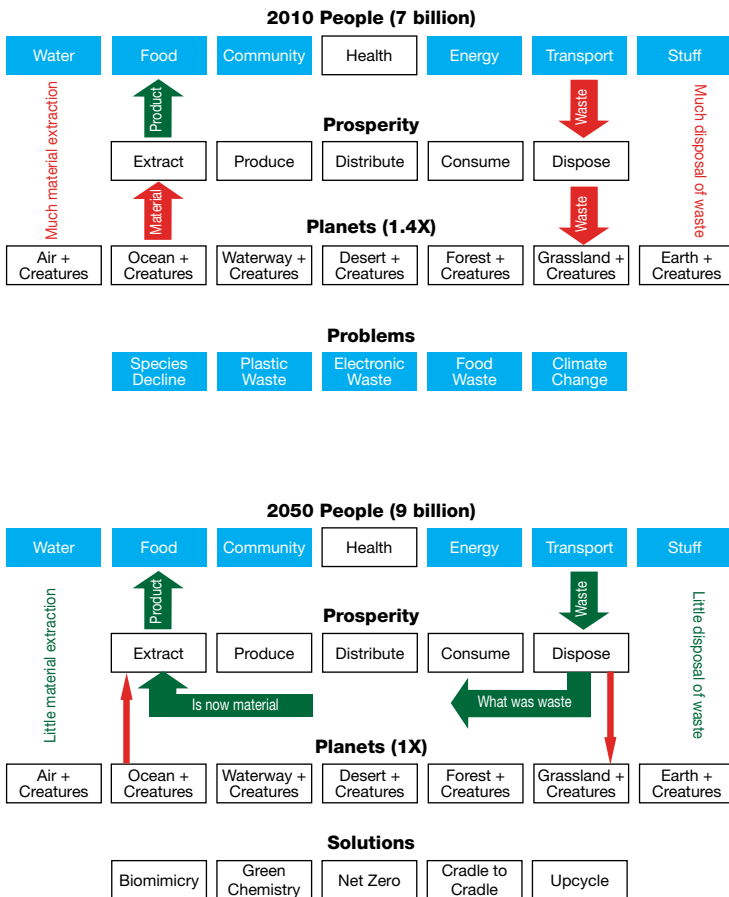 2010 People (7 billion)
Water
Food
Community
Health
Energy
Transport
Stuff
Much material extraction
Product
Waste
Much disposal of waste
Prosperity
Extract
Produce
Distribute
Consume
Dispose
Material
Waste
Planets (1.4X)
Air +
Creatures
Ocean +
Creatures
Waterway +
Creatures
Desert +
Creatures
Forest +
Creatures
Grassland +
Creatures
Earth +
Creatures
Problems
Species
Decline
Plastic
Waste
Electronic
Waste
Food
Waste
Climate
Change
2050 People (9 billion)
Water
Food
Community
Health
Energy
Transport
Stuff
Little material extraction
Product
Waste
Little disposal of waste
Prosperity
Extract
Produce
Distribute
Consume
Dispose
Is now material
What was waste
Planets (1X)
Air +
Creatures
Ocean +
Creatures
Waterway +
Creatures
Desert +
Creatures
Forest +
Creatures
Grassland +
Creatures
Earth +
Creatures
Solutions
Biomimicry
Green
Chemistry
Net Zero
Cradle to
Cradle
Upcycle